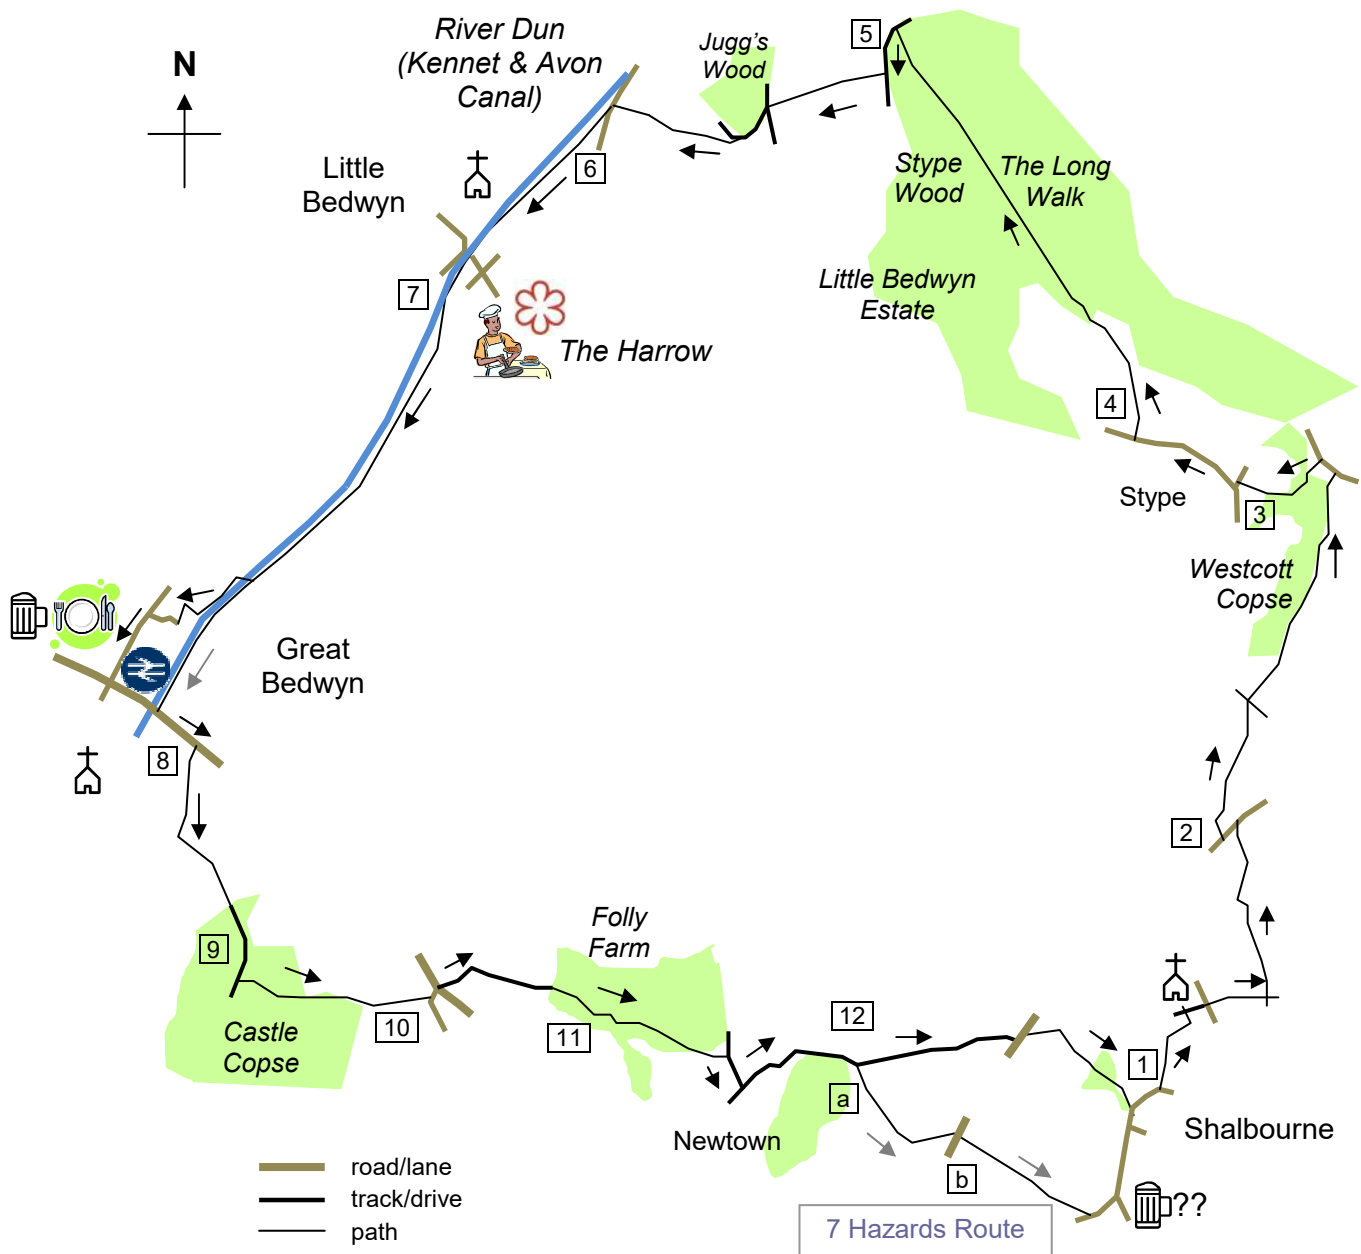 River Dun
(Kennet & Avon
Canal)
Jugg's
Wood
5
N
6
Little
Bedwyn
Stype
Wood
The Long
Walk
7
Little Bedwyn
Estate
The Harrow
4
Stype
3
Westcott
Copse
Great
Bedwyn
8
2
9
Folly
Farm
10
11
12
Castle
Copse
1
a
Newtown
Shalbourne
b
??
road/lane
track/drive
path
7 Hazards Route